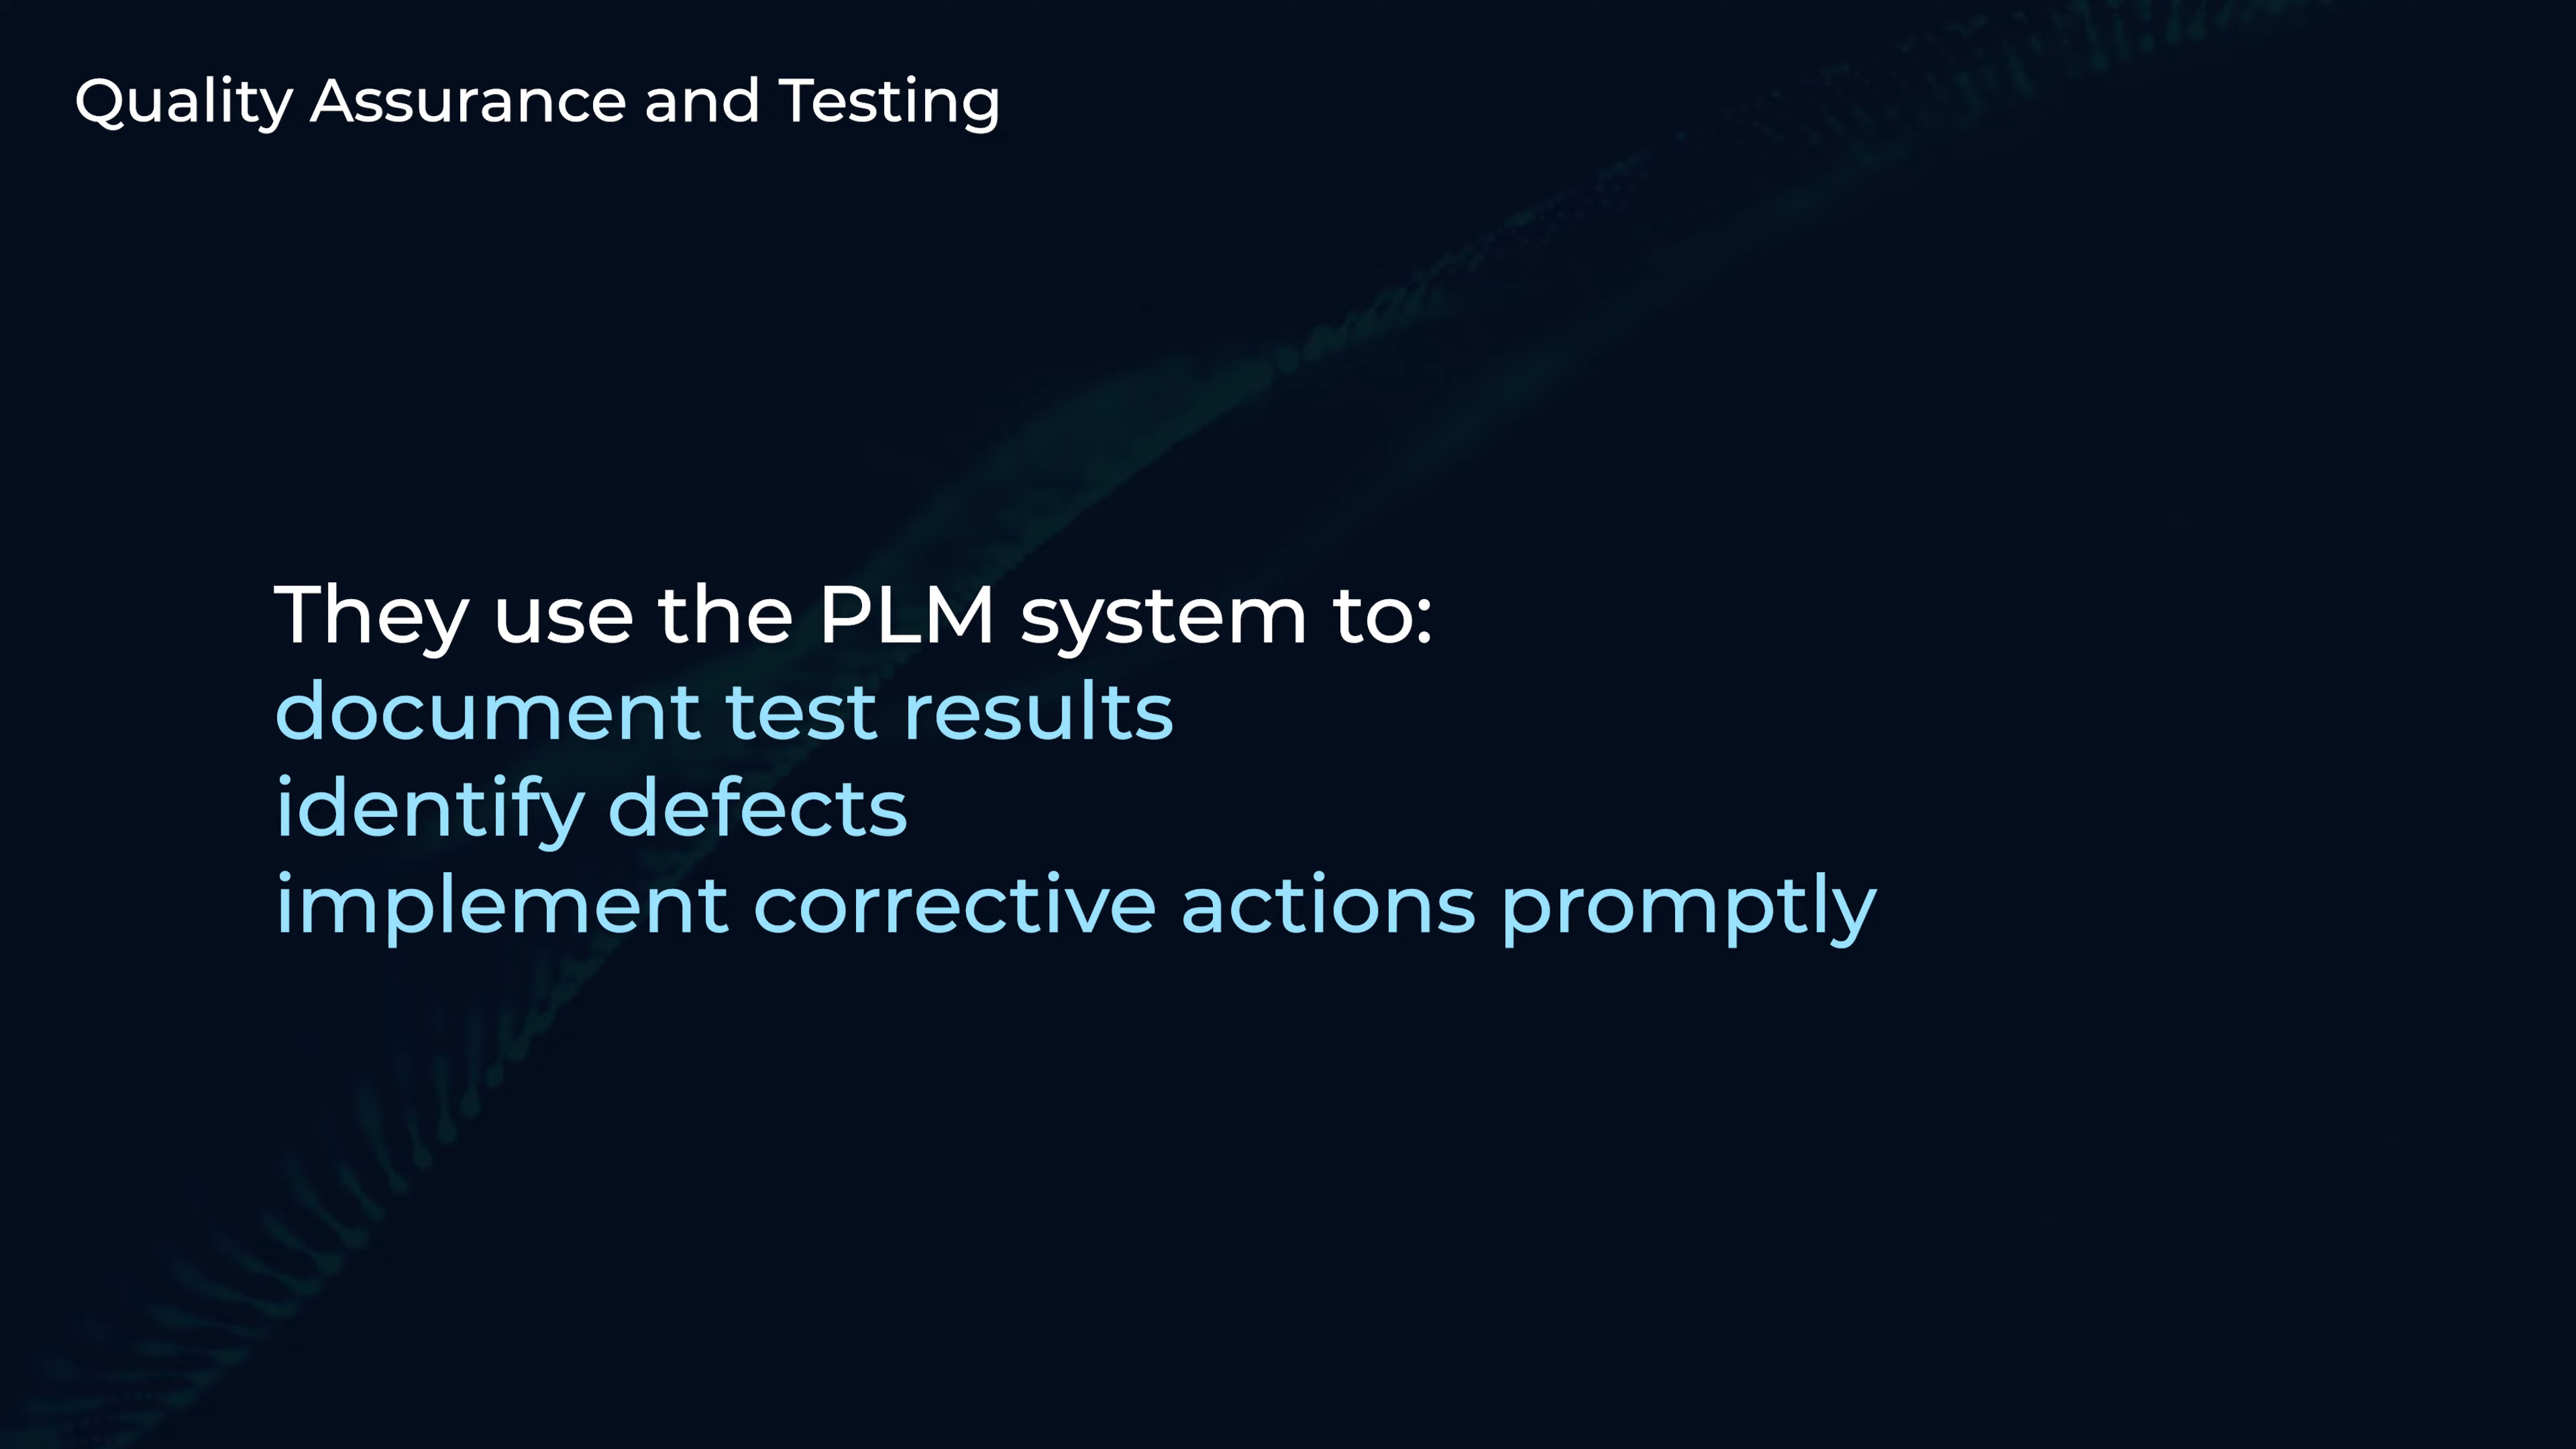 Quality Assurance and Testing
They use the PLM system to:
document test results
identify defects
implement corrective actions promptly